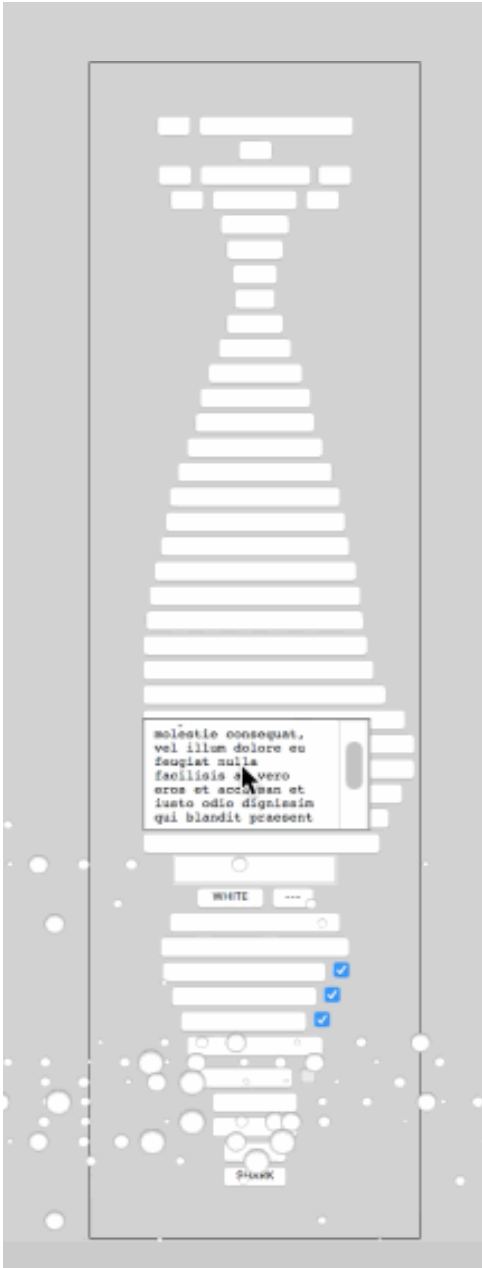 molestie consequat,
vel illum dolore eu
feugiat nulla
facilisis at vero
eros et accumsan et
iusto odio dignissim
qui blandit praesent
WHITE
---
SHARK